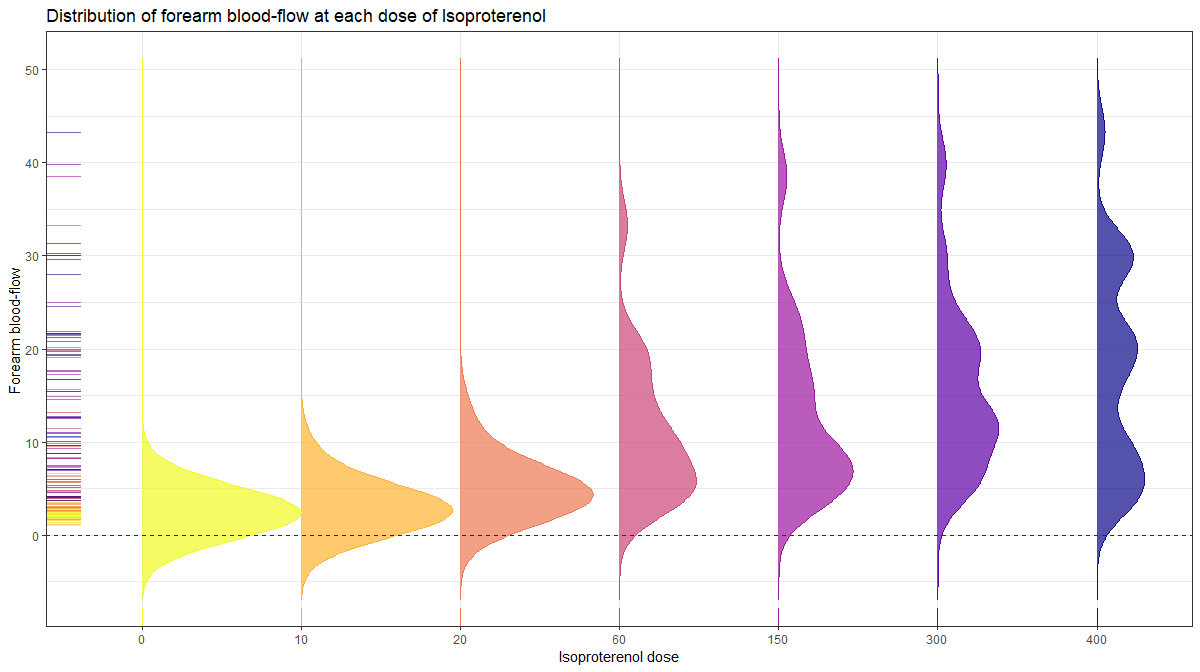 Distribution of forearm blood-flow at each dose of Isoproterenol
Forearm blood-flow
50
40
30
20
10
0
0 10 20 60 150 300 400
Isoproterenol dose